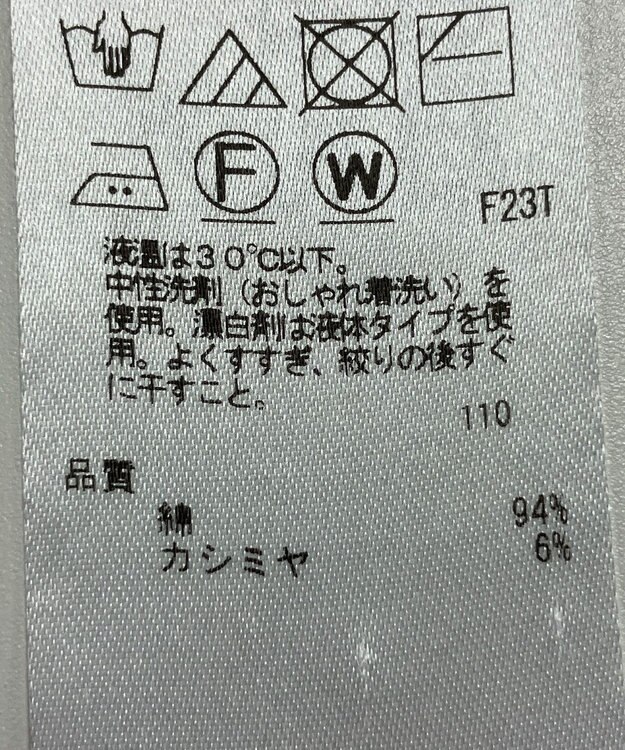 F
W
F23T
液温は30℃以下。
中性洗剤（おしゃれ着洗い）を
使用。漂白剤は液体タイプを使
用。よくすすぎ、絞りの後すぐ
に干すこと。
110
品質
綿 94%
カシミヤ 6%